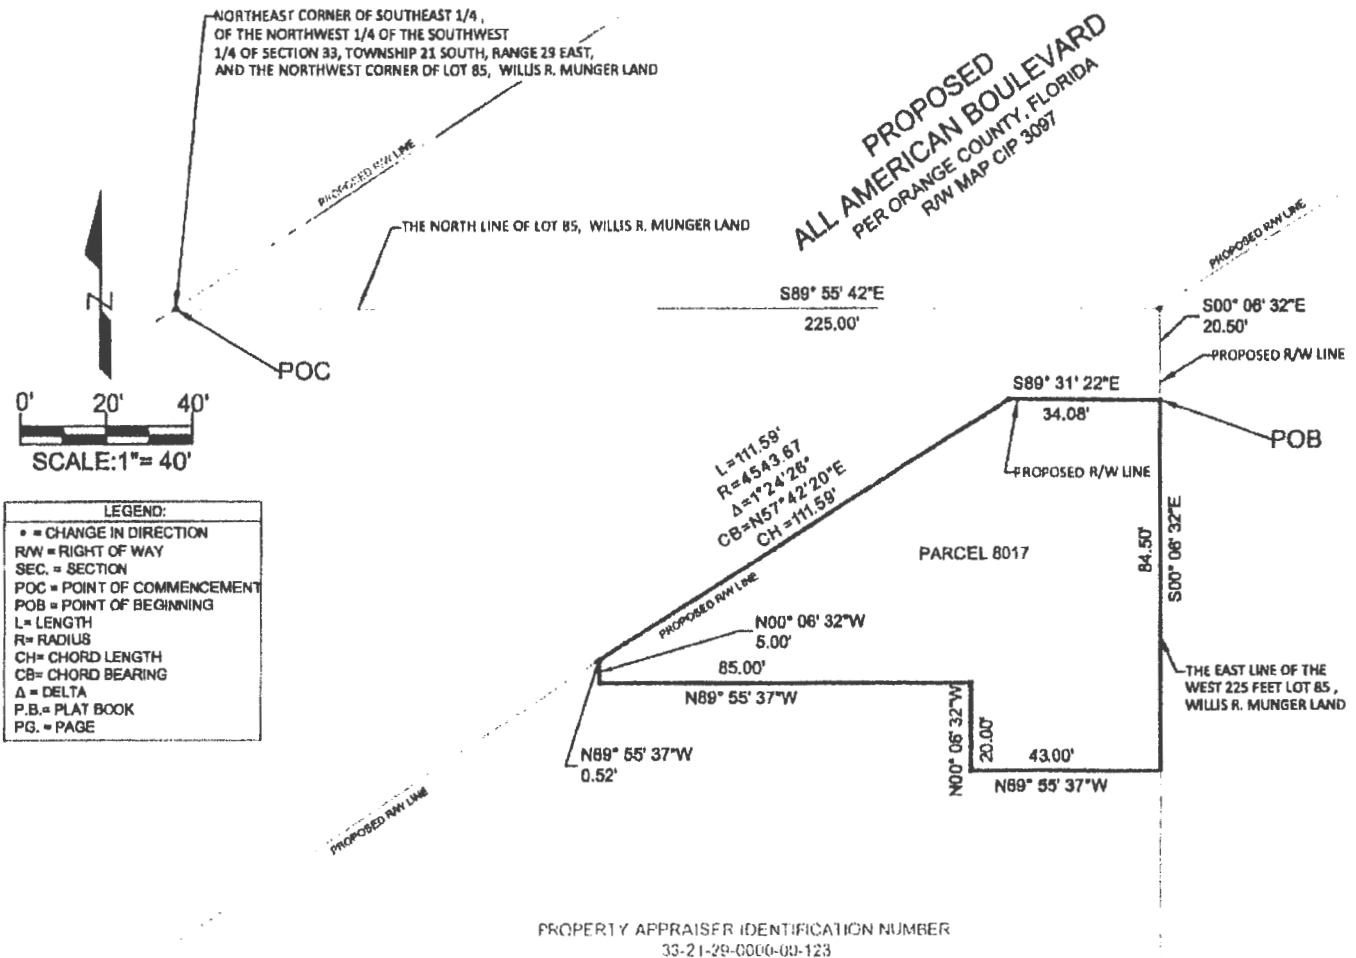 NORTHEAST CORNER OF SOUTHEAST 1/4 ,
OF THE NORTHWEST 1/4 OF THE SOUTHWEST
1/4 OF SECTION 33, TOWNSHIP 21 SOUTH, RANGE 29 EAST,
AND THE NORTHWEST CORNER OF LOT 85, WILLIS R. MUNGER LAND
PROPOSED
ALL AMERICAN BOULEVARD
PER ORANGE COUNTY, FLORIDA
R/W MAP CIP 3097
PROPOSED R/W LINE
THE NORTH LINE OF LOT 85, WILLIS R. MUNGER LAND
PROPOSED R/W LINE
N
S89° 55' 42"E
225.00'
S00° 06' 32"E
20.50'
PROPOSED R/W LINE
POC
0' 20' 40'
SCALE:1"= 40'
S89° 31' 22"E
34.08'
POB
PROPOSED R/W LINE
L=111.59'
R=4543.67
Δ=1°24'26"
CB=N57°42'20"E
CH =111.59'
PARCEL 8017
84.50'
S00° 06' 32"E
LEGEND:
• = CHANGE IN DIRECTION
R/W = RIGHT OF WAY
SEC. = SECTION
POC = POINT OF COMMENCEMENT
POB = POINT OF BEGINNING
L= LENGTH
R= RADIUS
CH= CHORD LENGTH
CB= CHORD BEARING
Δ = DELTA
P.B.= PLAT BOOK
PG. = PAGE
PROPOSED R/W LINE
N00° 06' 32"W
5.00'
85.00'
N89° 55' 37"W
THE EAST LINE OF THE
WEST 225 FEET LOT 85 ,
WILLIS R. MUNGER LAND
N00° 06' 32"W
20.00'
43.00'
N89° 55' 37"W
N89° 55' 37"W
0.52'
PROPOSED R/W LINE
PROPERTY APPRAISER IDENTIFICATION NUMBER
33-21-29-0000-00-123